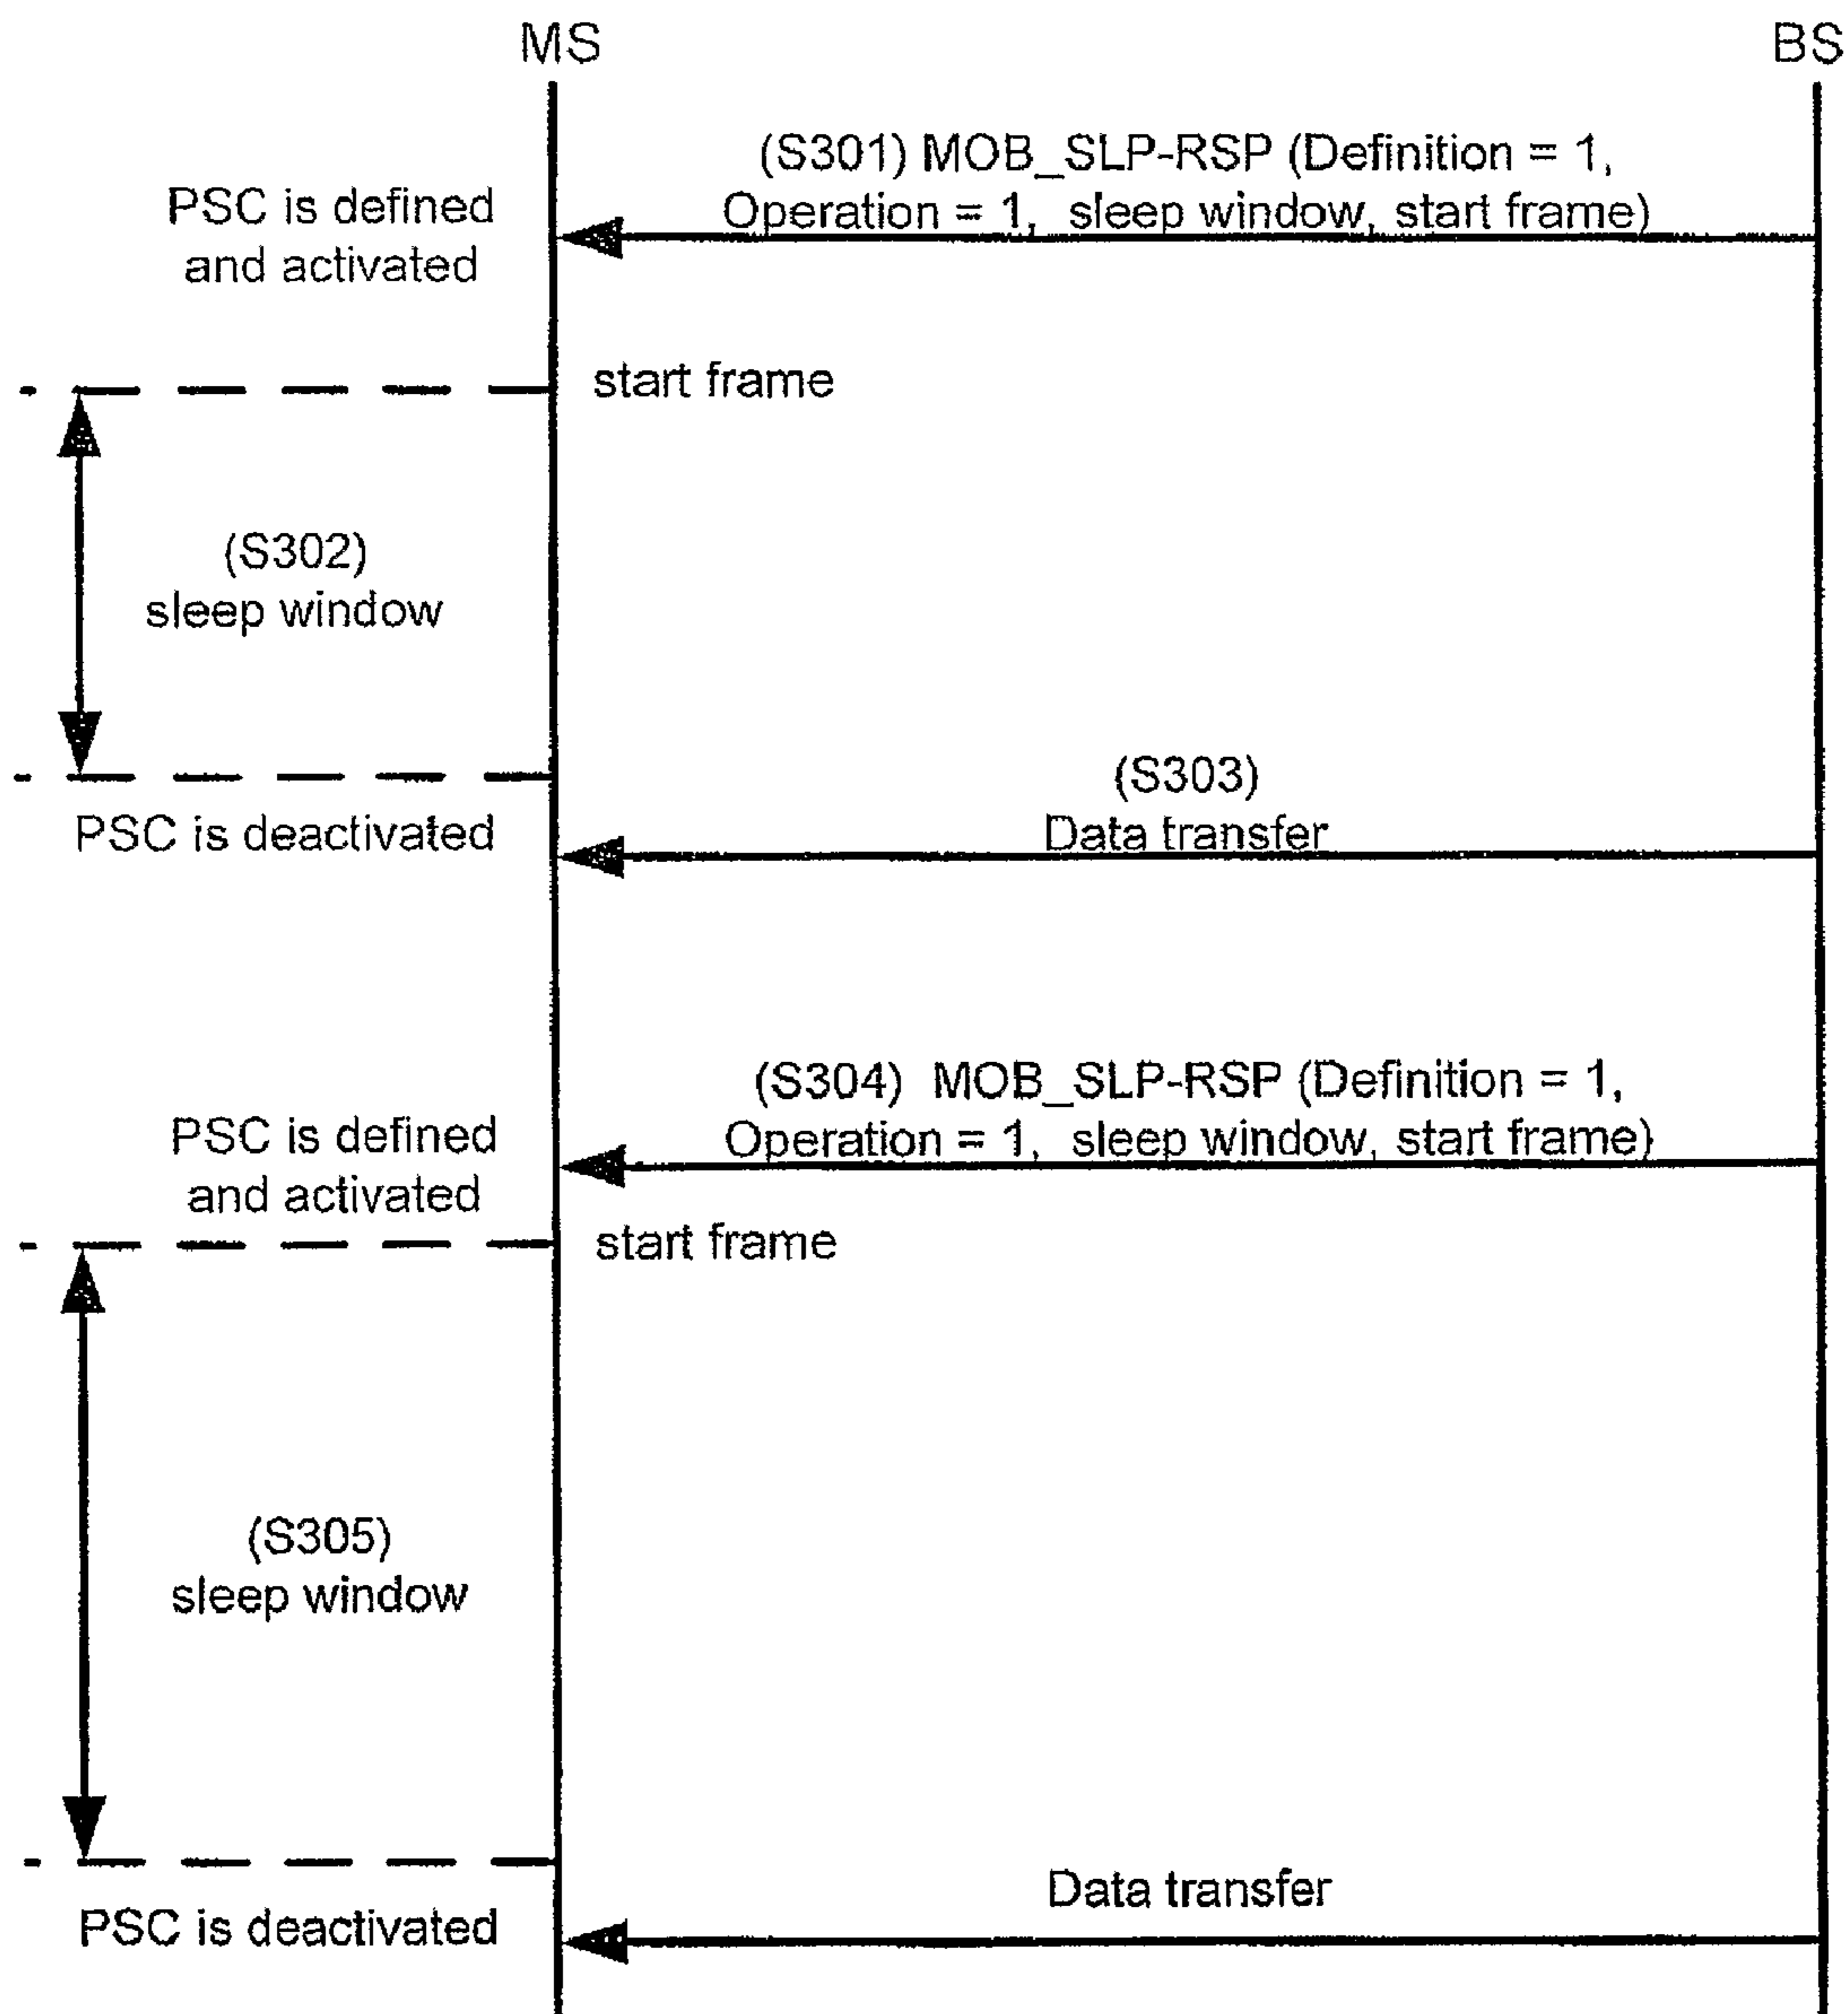 MS
BS
(S301) MOB_SLP-RSP (Definition = 1,
Operation = 1, sleep window, start frame)
PSC is defined
and activated
start frame
(S302)
sleep window
(S303)
Data transfer
PSC is deactivated
(S304) MOB_SLP-RSP (Definition = 1,
Operation = 1, sleep window, start frame)
PSC is defined
and activated
start frame
(S305)
sleep window
Data transfer
PSC is deactivated